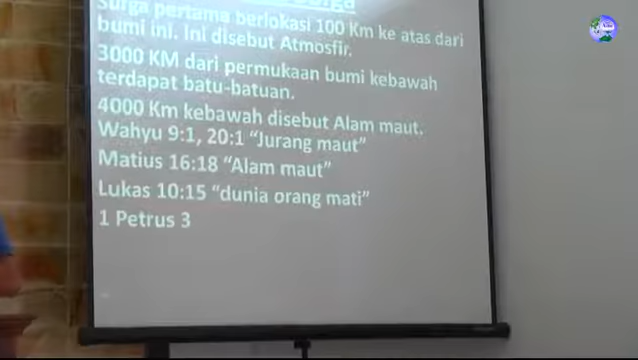 Surga pertama berlokasi 100 Km ke atas dari
bumi ini. Ini disebut Atmosfir.
3000 KM dari permukaan bumi kebawah
terdapat batu-batuan.
4000 Km kebawah disebut Alam maut.
Wahyu 9:1, 20:1 “Jurang maut”
Matius 16:18 “Alam maut”
Lukas 10:15 “dunia orang mati”
1 Petrus 3